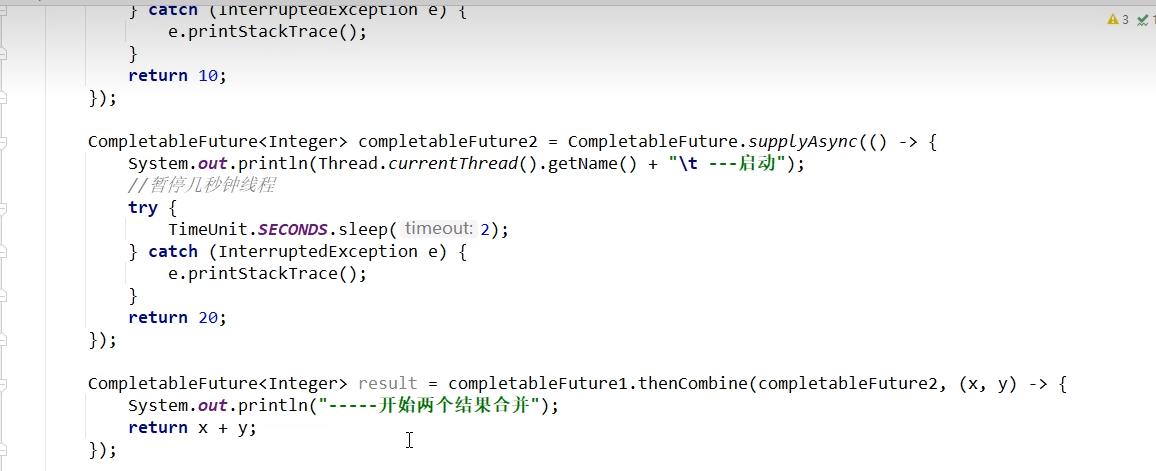 } catch (InterruptedException e) {
e.printStackTrace();
}
return 10;
});
CompletableFuture<Integer> completableFuture2 = CompletableFuture.supplyAsync(() -> {
System.out.println(Thread.currentThread().getName() + "\t ---启动");
//暂停几秒钟线程
try {
TimeUnit.SECONDS.sleep( timeout: 2);
} catch (InterruptedException e) {
e.printStackTrace();
}
return 20;
});
CompletableFuture<Integer> result = completableFuture1.thenCombine(completableFuture2, (x, y) -> {
System.out.println("-----开始两个结果合并");
return x + y;
});
3 1